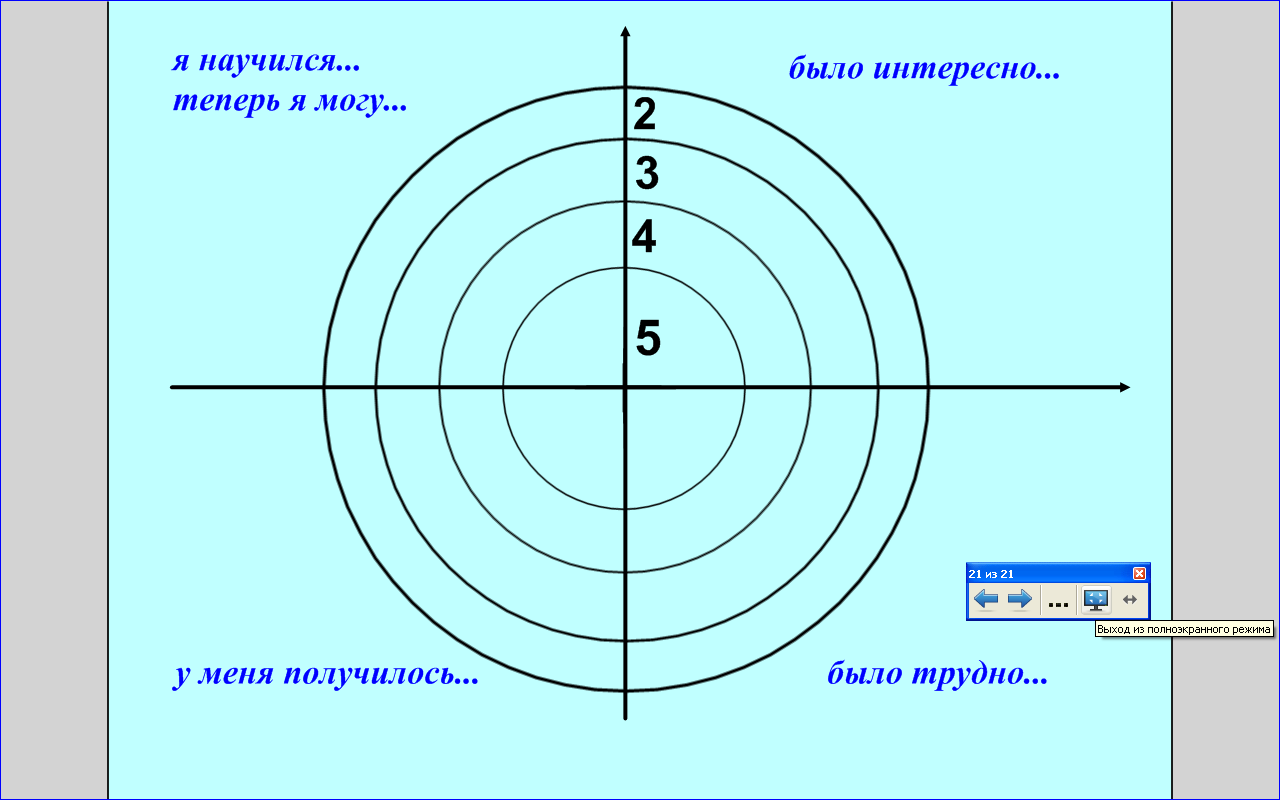 я научился...
теперь я могу...
было интересно...
2
3
4
5
21 из 21
...
Выход из полноэкранного режима
у меня получилось...
было трудно...